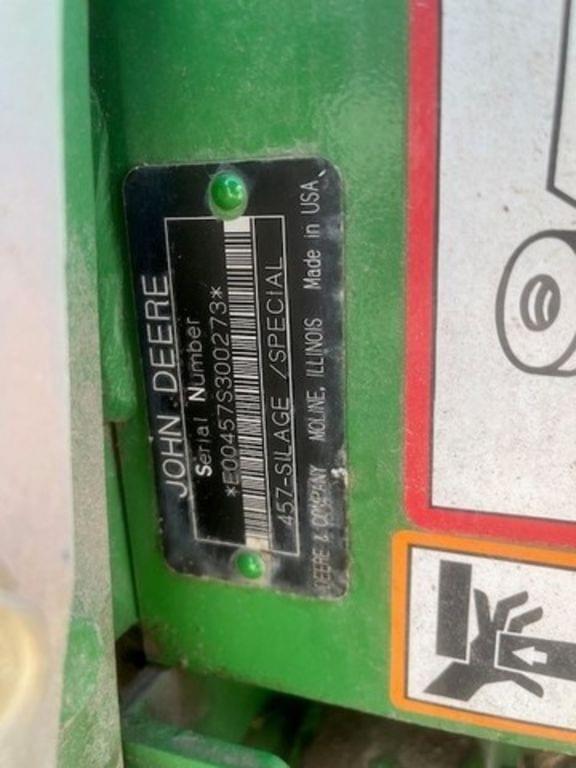 JOHN DEERE
Serial Number
*E00457S300273*
457-SILAGE /SPECIAL
DEERE & COMPANY MOLINE, ILLINOIS Made in USA